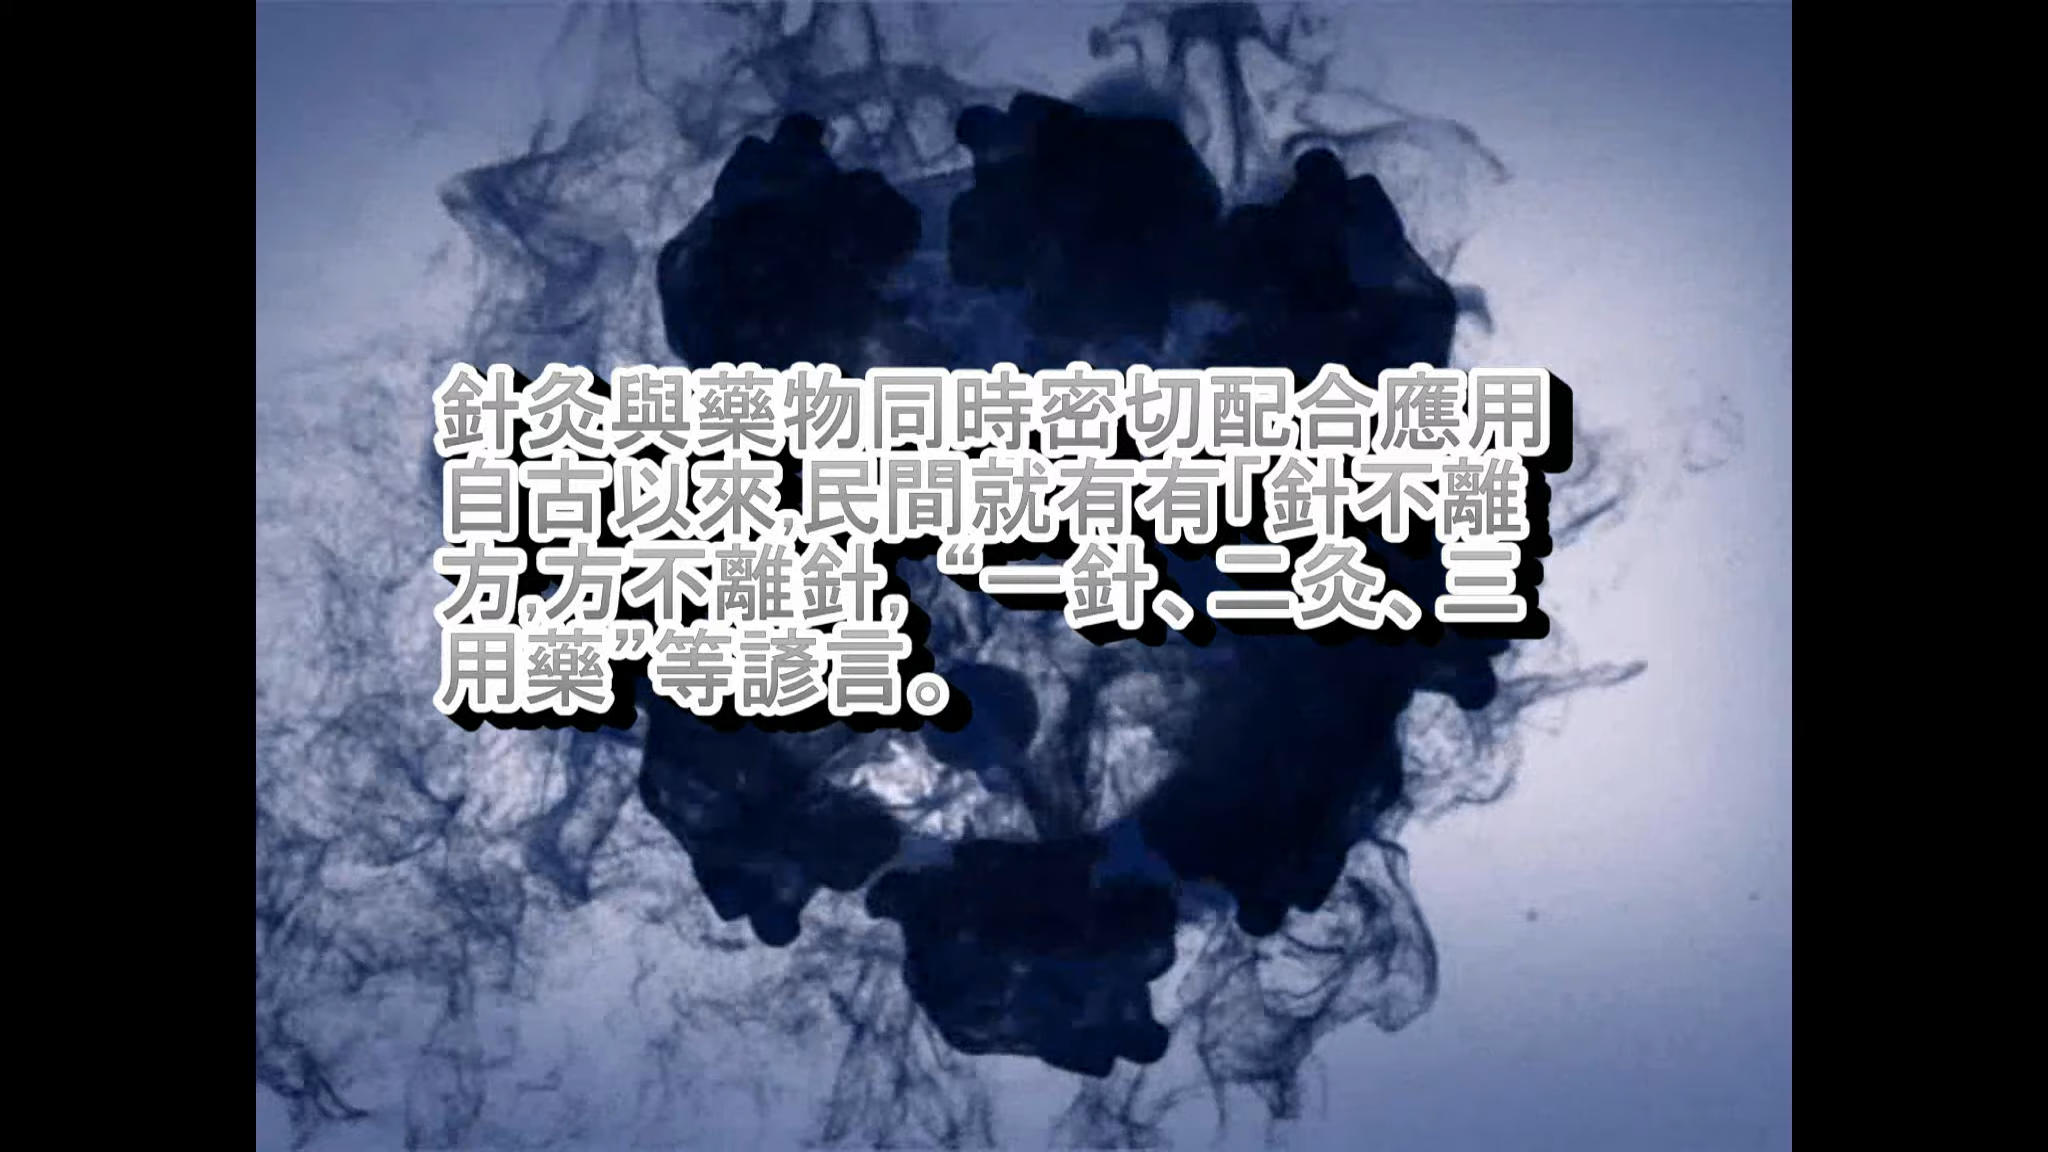 針灸與藥物同時密切配合應用
自古以來,民間就有有「針不離
方,方不離針, “一針、二灸、三
用藥”等諺言。